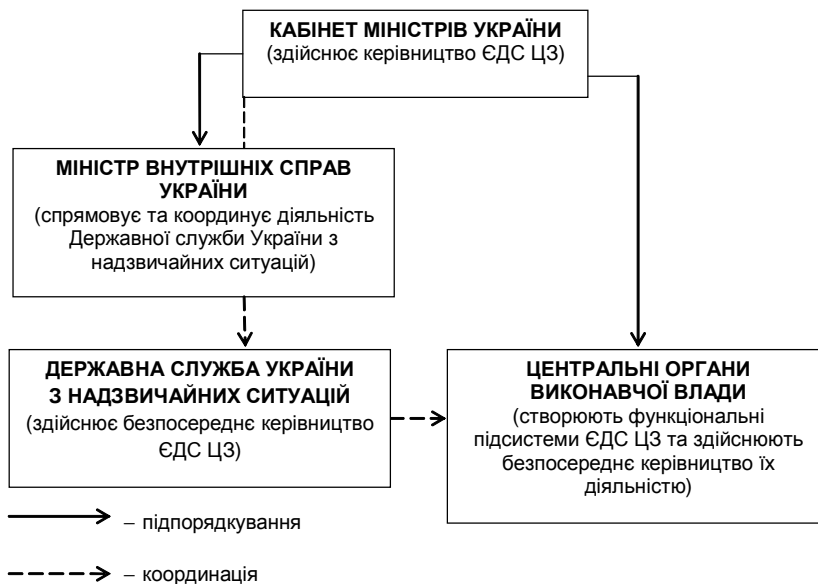 КАБІНЕТ МІНІСТРІВ УКРАЇНИ
(здійснює керівництво ЄДС ЦЗ)
МІНІСТР ВНУТРІШНІХ СПРАВ
УКРАЇНИ
(спрямовує та координує діяльність
Державної служби України з
надзвичайних ситуацій)
ДЕРЖАВНА СЛУЖБА УКРАЇНИ
З НАДЗВИЧАЙНИХ СИТУАЦІЙ
(здійснює безпосереднє керівництво
ЄДС ЦЗ)
ЦЕНТРАЛЬНІ ОРГАНИ
ВИКОНАВЧОЇ ВЛАДИ
(створюють функціональні
підсистеми ЄДС ЦЗ та здійснюють
безпосереднє керівництво їх
діяльністю)
– підпорядкування
– координація